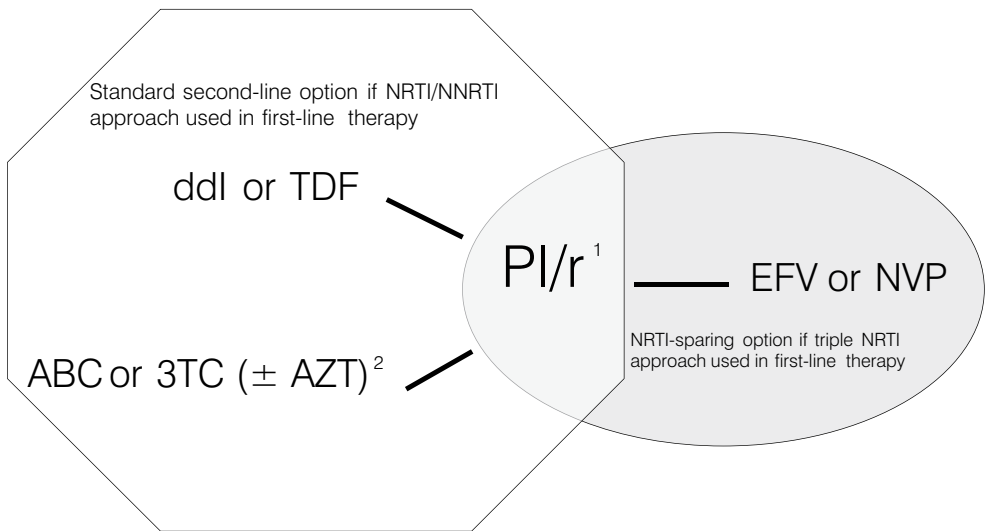 Standard second-line option if NRTI/NNRTI
approach used in first-line therapy
ddI or TDF
PI/r 1
EFV or NVP
NRTI-sparing option if triple NRTI
approach used in first-line therapy
ABC or 3TC (± AZT) 2